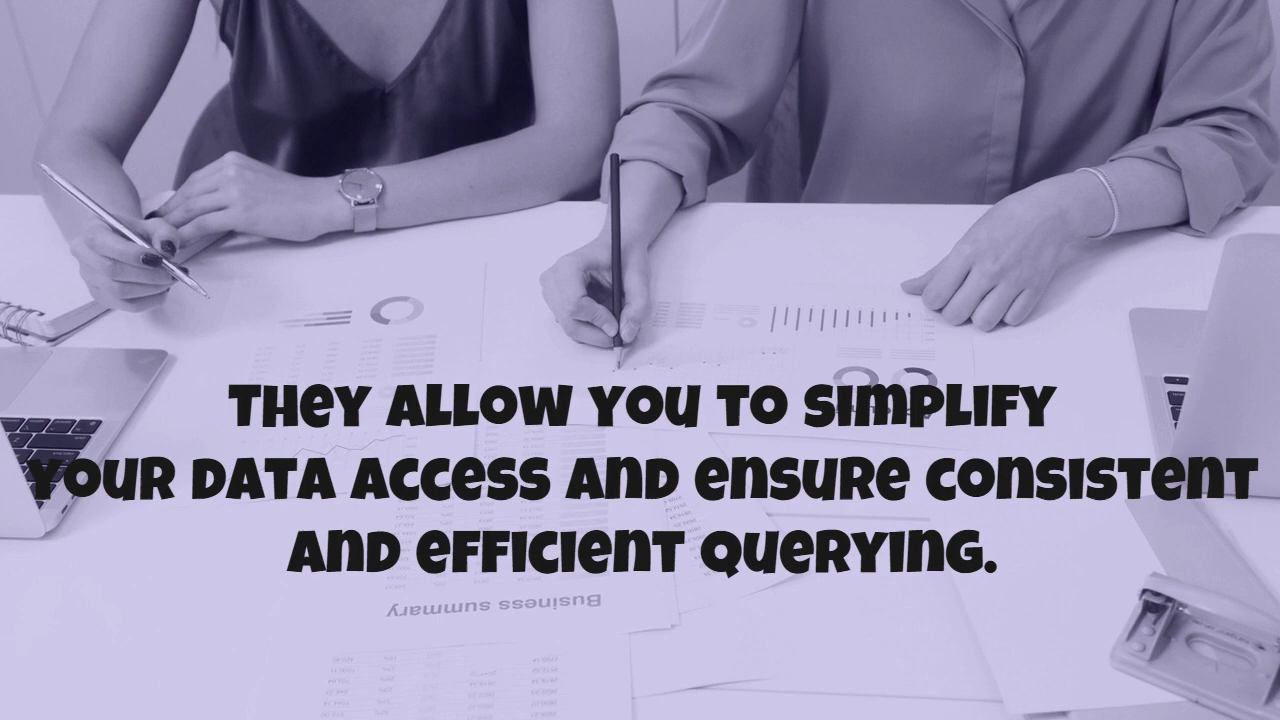 THEY ALLOW YOU TO SIMPLIFY
YOUR DATA ACCESS AND ENSURE CONSISTENT
AND EFFICIENT QUERYING.
Business summary